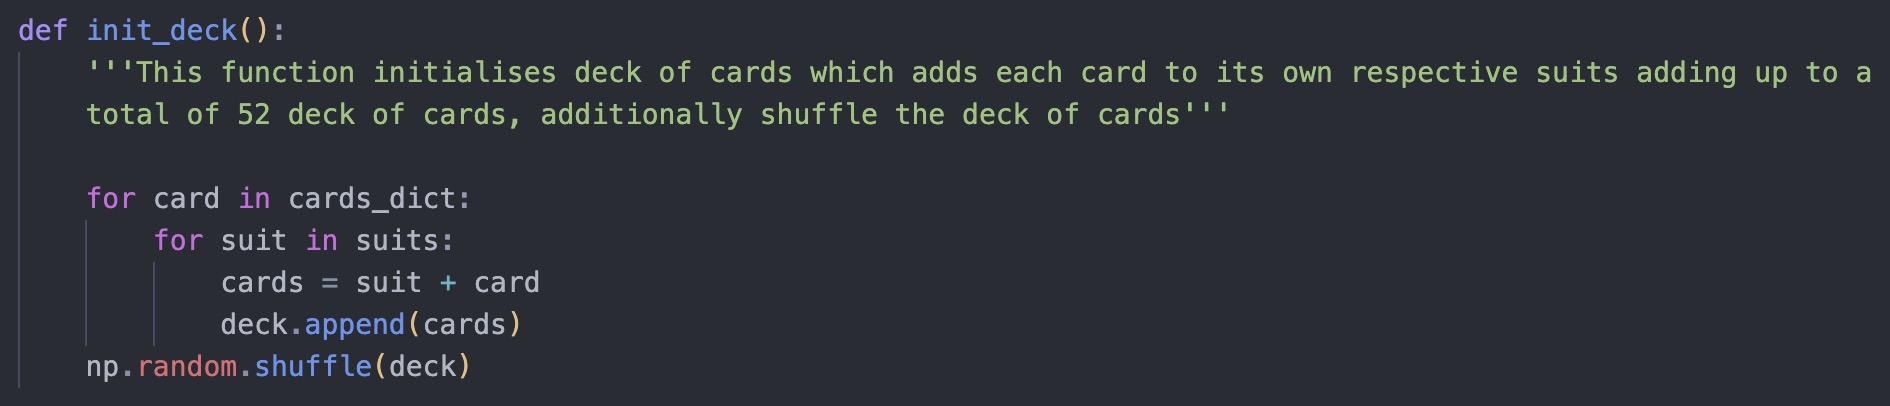 def init_deck():
    '''This function initialises deck of cards which adds each card to its own respective suits adding up to a
    total of 52 deck of cards, additionally shuffle the deck of cards'''
    for card in cards_dict:
        for suit in suits:
            cards = suit + card
            deck.append(cards)
    np.random.shuffle(deck)